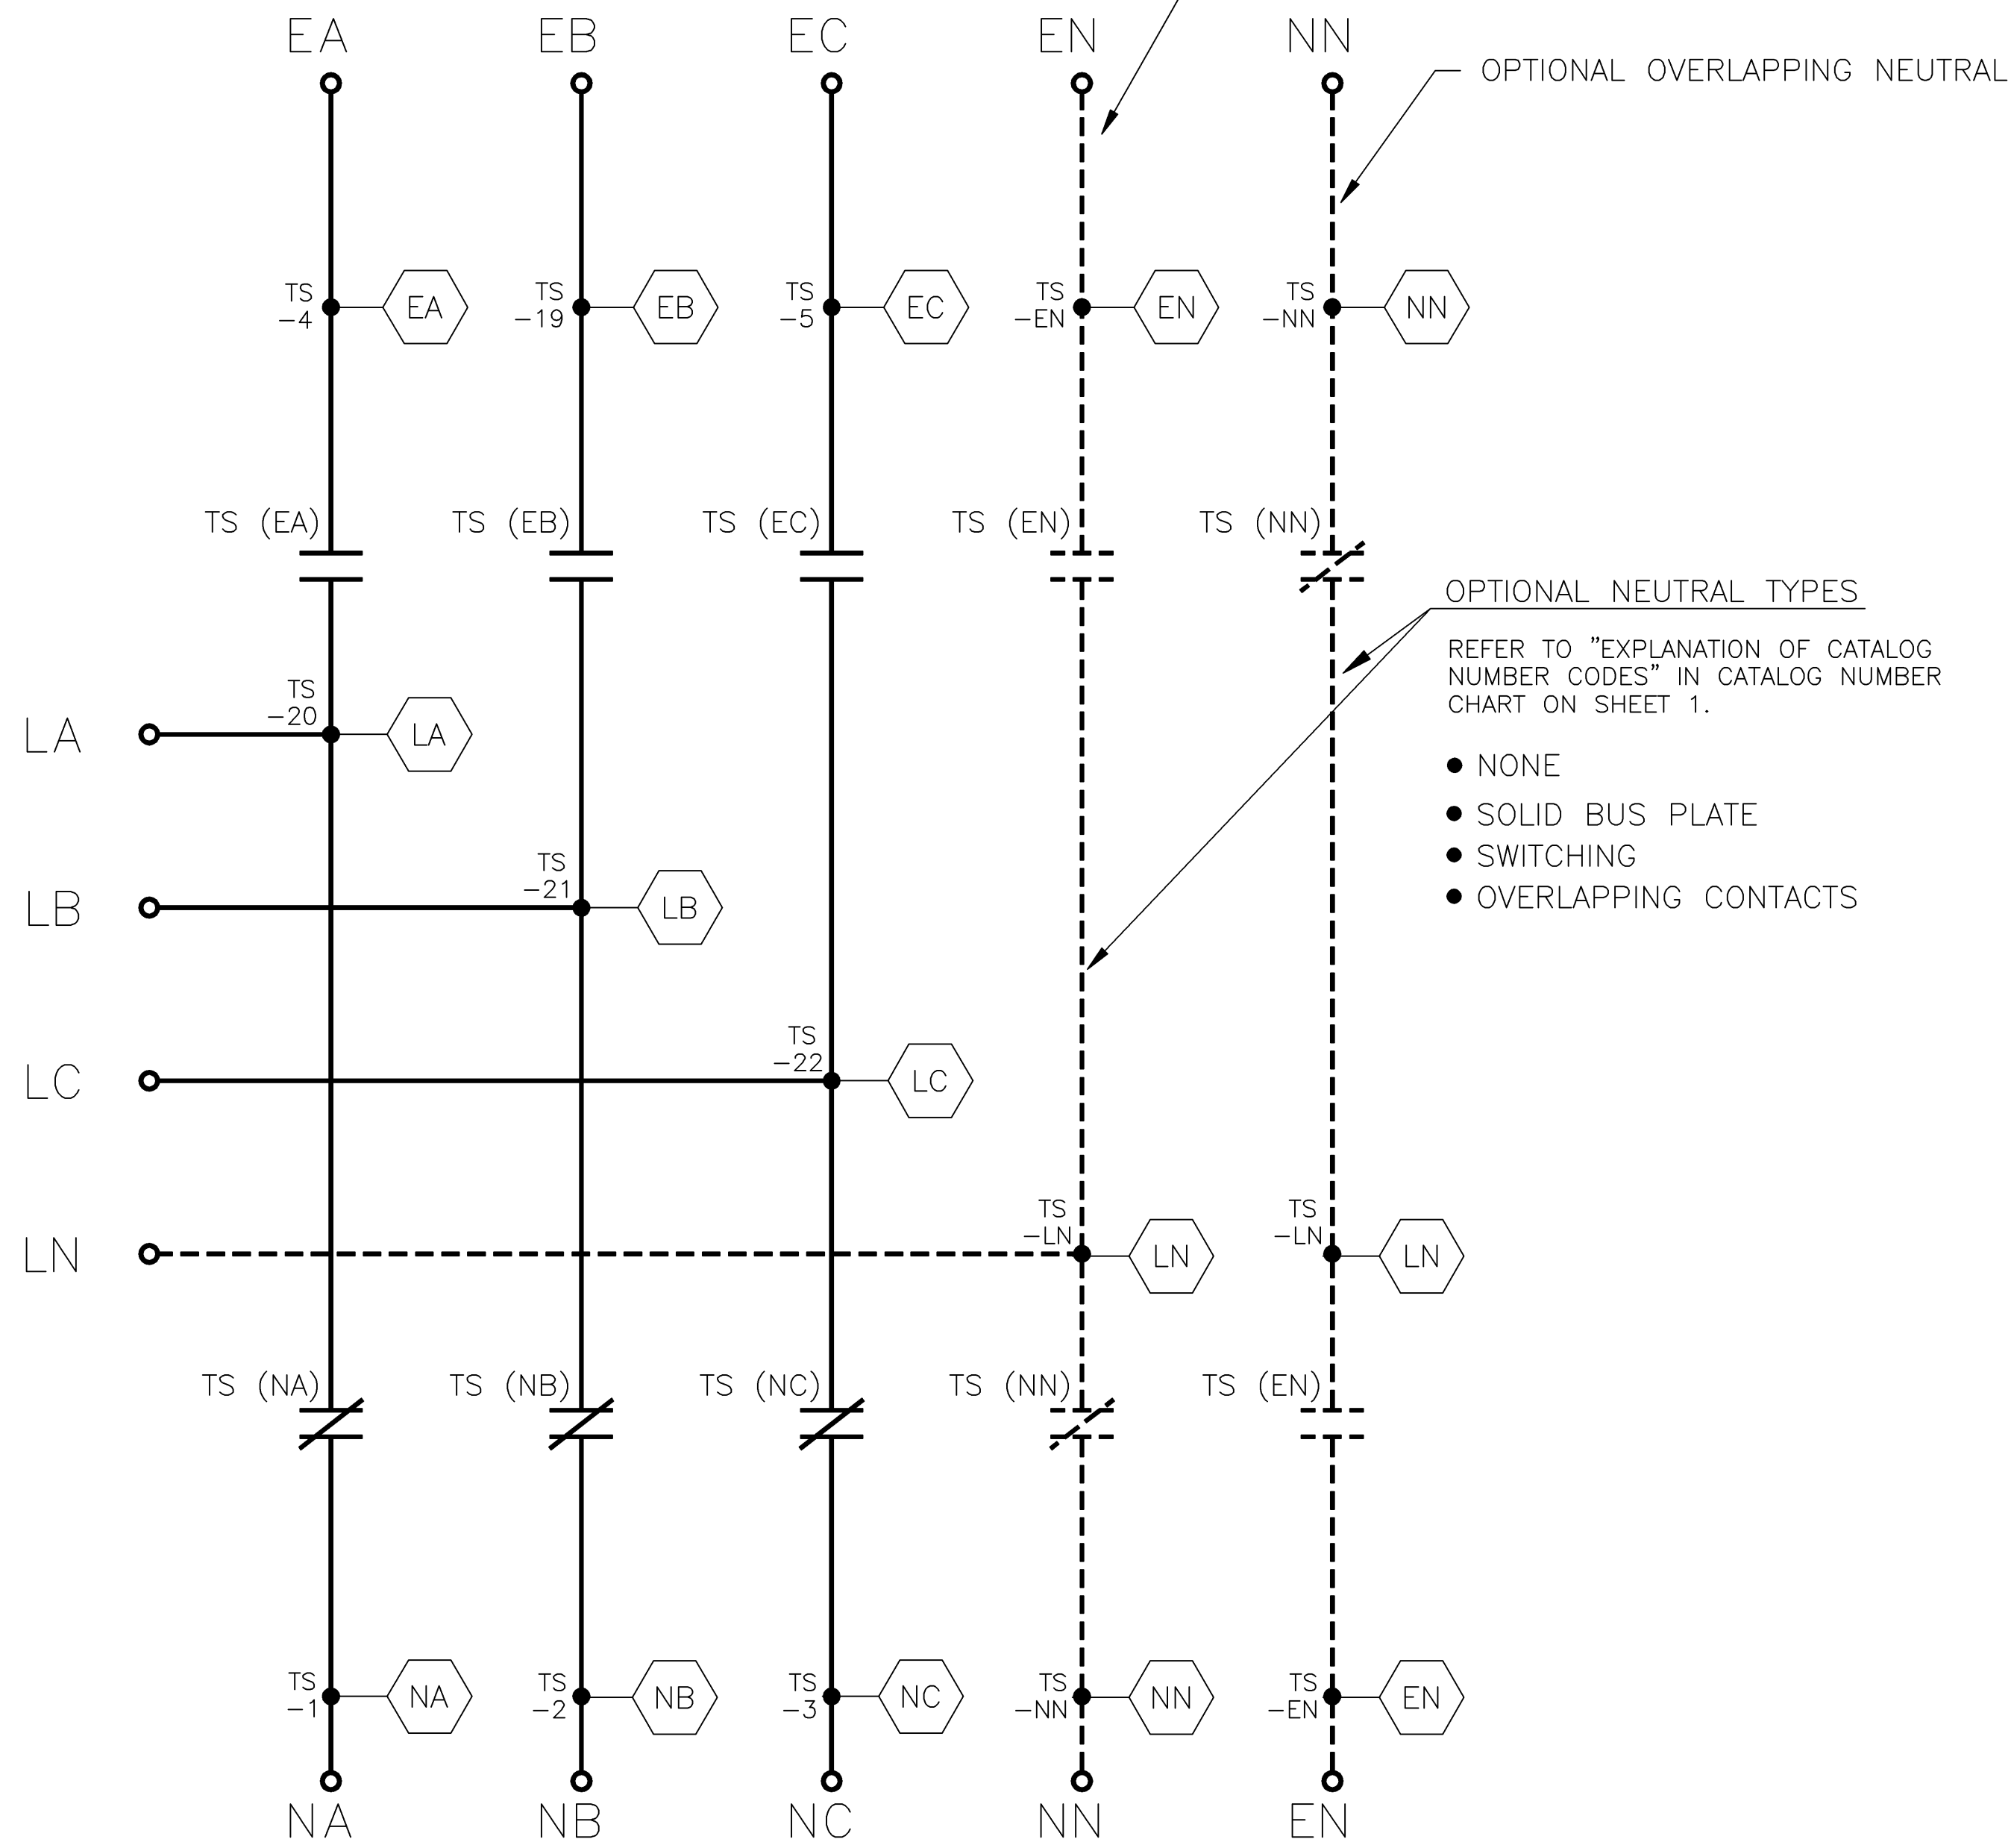 EA EB EC EN NN
OPTIONAL OVERLAPPING NEUTRAL
TS TS TS TS TS
-4 -19 -5 -EN -NN
EA EB EC EN NN
TS (EA) TS (EB) TS (EC) TS (EN) TS (NN)
OPTIONAL NEUTRAL TYPES
REFER TO "EXPLANATION OF CATALOG
NUMBER CODES" IN CATALOG NUMBER
CHART ON SHEET 1.
• NONE
• SOLID BUS PLATE
• SWITCHING
• OVERLAPPING CONTACTS
TS
-20
LA LA
TS
-21
LB LB
TS
-22
LC LC
TS TS
-LN -LN
LN LN LN
TS (NA) TS (NB) TS (NC) TS (NN) TS (EN)
TS TS TS TS TS
-1 -2 -3 -NN -EN
NA NB NC NN EN
NA NB NC NN EN